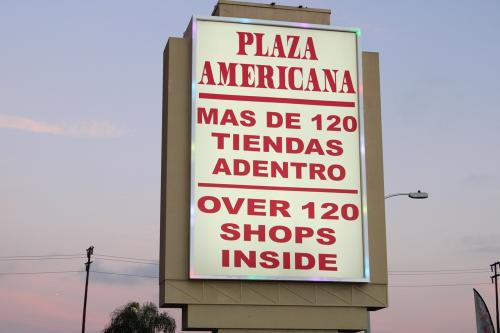 PLAZA
AMERICANA
MAS DE 120
TIENDAS
ADENTRO
OVER 120
SHOPS
INSIDE